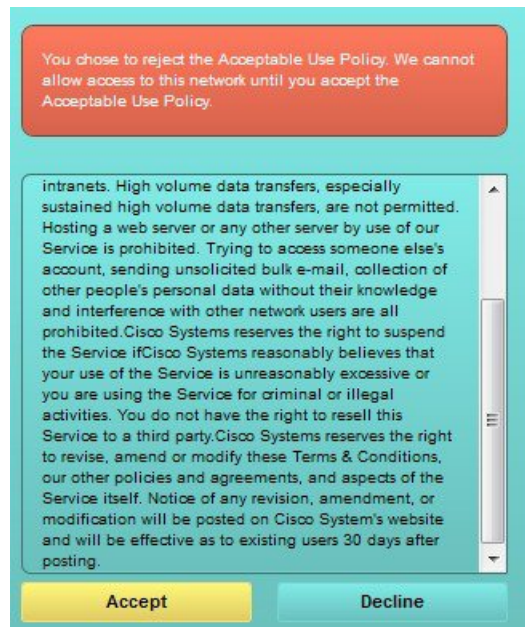 You chose to reject the Acceptable Use Policy. We cannot
allow access to this network until you accept the
Acceptable Use Policy.
intranets. High volume data transfers, especially
sustained high volume data transfers, are not permitted.
Hosting a web server or any other server by use of our
Service is prohibited. Trying to access someone else's
account, sending unsolicited bulk e-mail, collection of
other people's personal data without their knowledge
and interference with other network users are all
prohibited.Cisco Systems reserves the right to suspend
the Service ifCisco Systems reasonably believes that
your use of the Service is unreasonably excessive or
you are using the Service for criminal or illegal
activities. You do not have the right to resell this
Service to a third party.Cisco Systems reserves the right
to revise, amend or modify these Terms & Conditions,
our other policies and agreements, and aspects of the
Service itself. Notice of any revision, amendment, or
modification will be posted on Cisco System's website
and will be effective as to existing users 30 days after
posting.
Accept
Decline